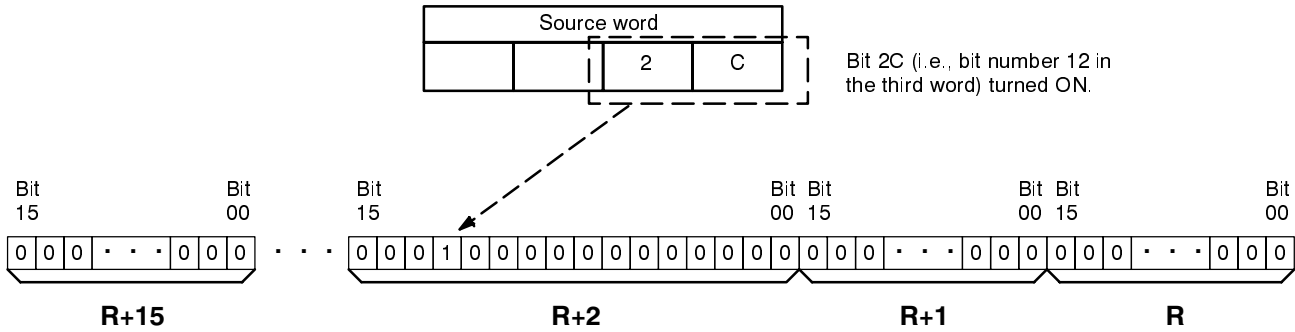 Source word
2 C
Bit 2C (i.e., bit number 12 in
the third word) turned ON.
Bit Bit Bit Bit Bit Bit Bit Bit
15 00 15 00 15 00 15 00
0 0 0 · · · 0 0 0 · · · 0 0 0 1 0 0 0 0 0 0 0 0 0 0 0 0 0 0 0 · · · 0 0 0 0 0 0 · · · 0 0 0
R+15 R+2 R+1 R